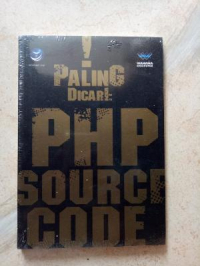 !
PALING
DICARI:
PHP
SOURCE
CODE